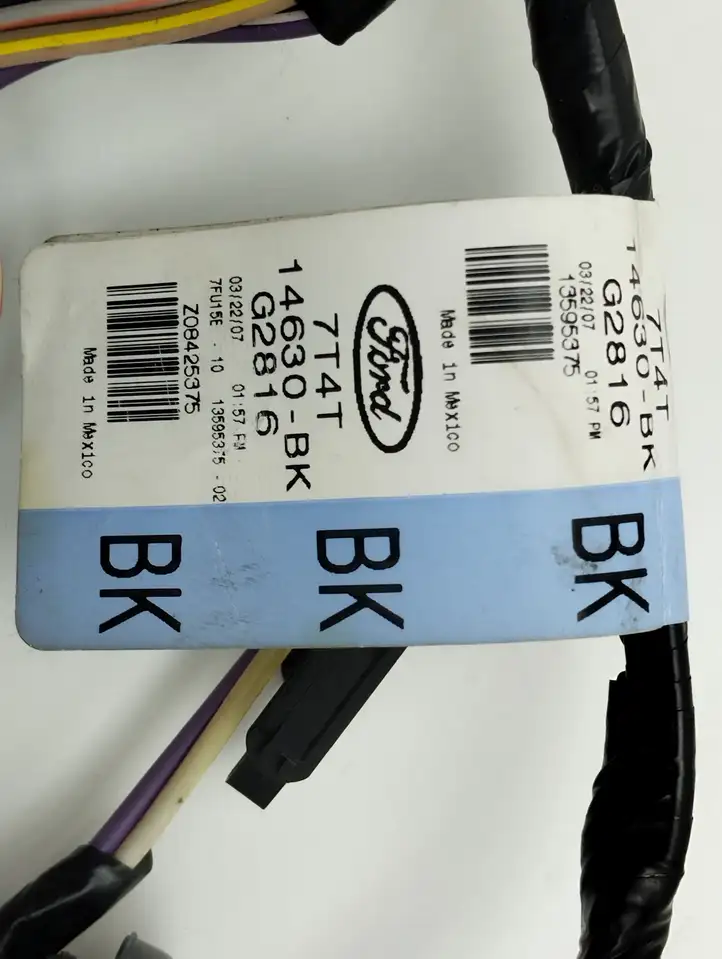 7T4T
14630-BK
G2816
03/22/07 01:57 PM
13595375
Made in Mexico
BK
Ford
7T4T
14630-BK
G2816
03/22/07 01:57 PM
7FU15E - 10 13595375 - 02
Z08425375
Made in Mexico
BK
BK